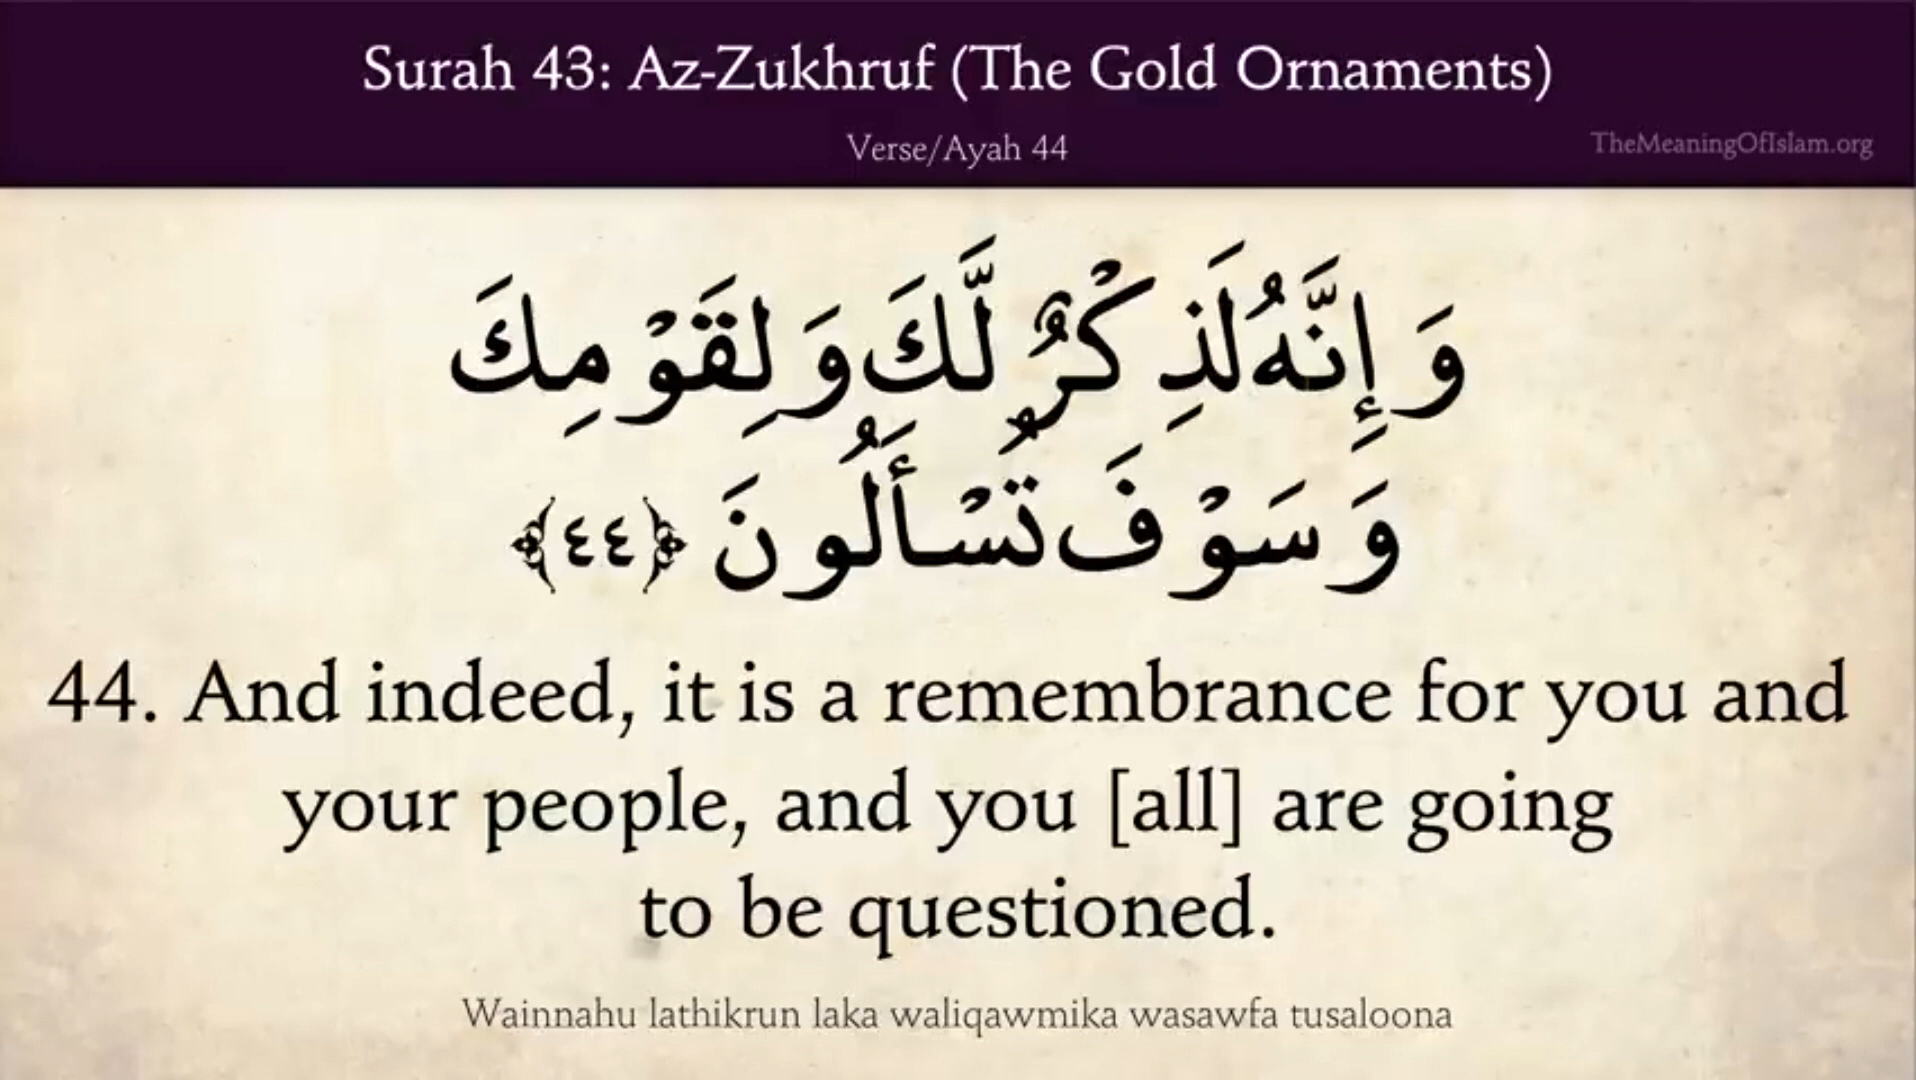 Surah 43: Az-Zukhruf (The Gold Ornaments)
Verse/Ayah 44
TheMeaningOfIslam.org
وَإِنَّهُ لَذِكْرٌ لَّكَ وَلِقَوْمِكَ
وَسَوْفَ تُسْأَلُونَ ﴿٤٤﴾
44. And indeed, it is a remembrance for you and
your people, and you [all] are going
to be questioned.
Wainnahu lathikrun laka waliqawmika wasawfa tusaloona